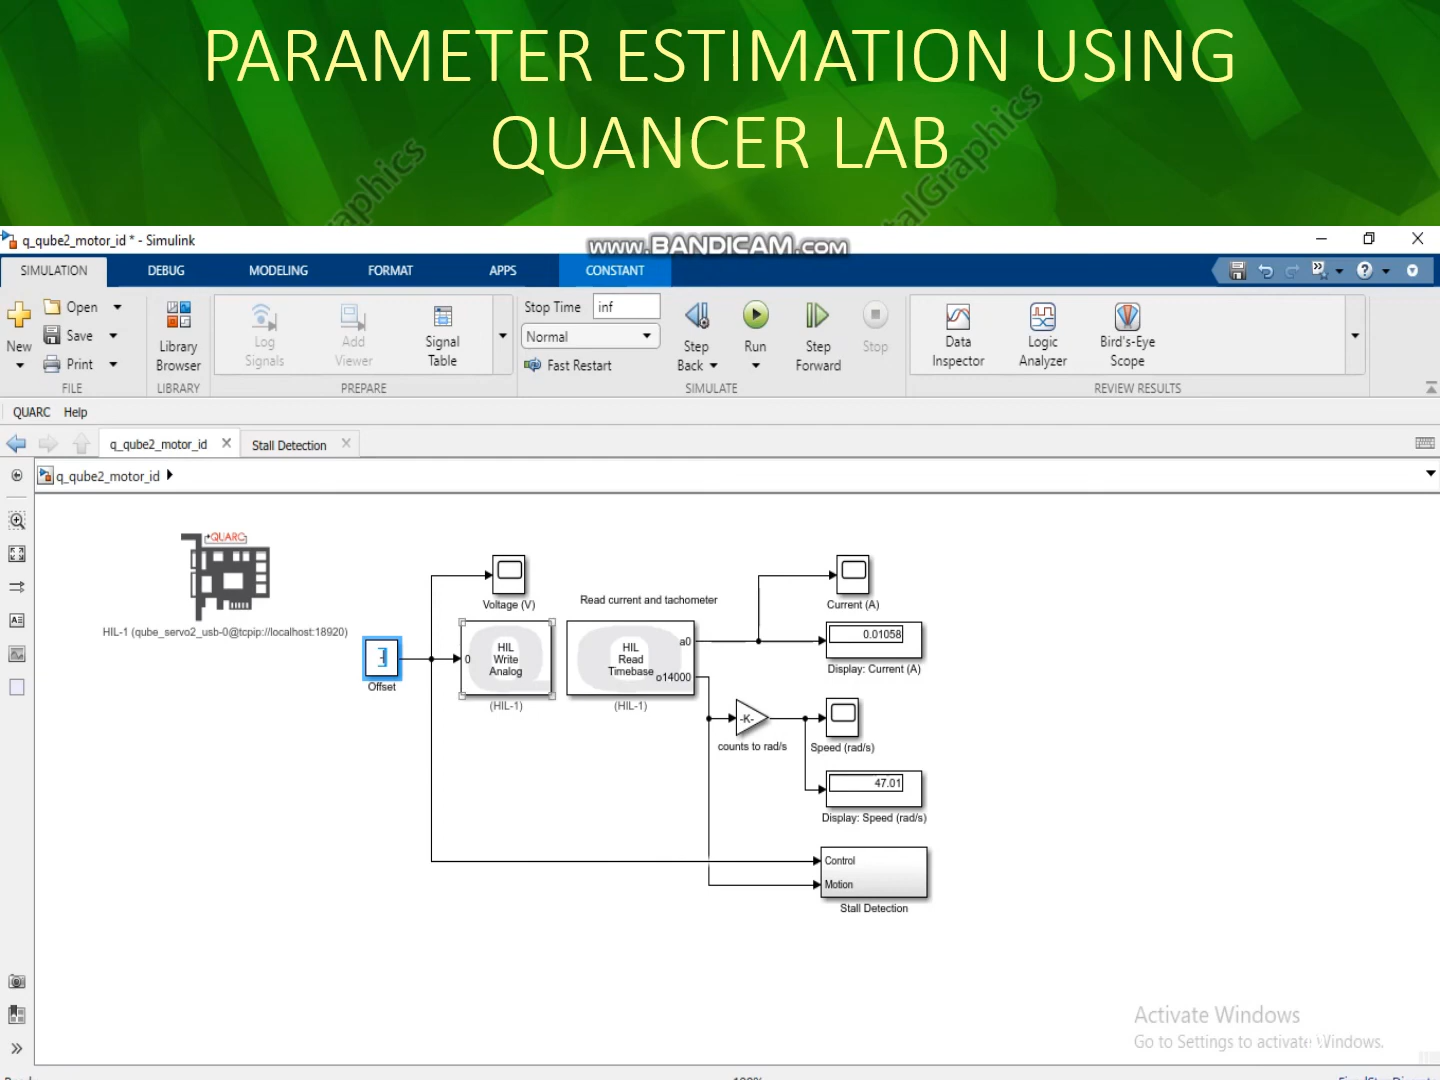 PARAMETER ESTIMATION USING
QUANCER LAB
q_qube2_motor_id * - Simulink
www.BANDICAM.com
SIMULATION DEBUG MODELING FORMAT APPS CONSTANT
New
Open
Save
Print
FILE
Library
Browser
LIBRARY
Log
Signals
Add
Viewer
Signal
Table
PREPARE
Stop Time inf
Normal
Fast Restart
Step
Back
Run
Step
Forward
Stop
SIMULATE
Data
Inspector
Logic
Analyzer
Bird's-Eye
Scope
REVIEW RESULTS
QUARC Help
q_qube2_motor_id
Stall Detection
q_qube2_motor_id
QUARC
HIL-1 (qube_servo2_usb-0@tcpip://localhost:18920)
Offset
Voltage (V)
0
HIL
Write
Analog
(HIL-1)
Read current and tachometer
HIL
Read
Timebase
a0
o14000
(HIL-1)
Current (A)
0.01058
Display: Current (A)
-K-
counts to rad/s
Speed (rad/s)
47.01
Display: Speed (rad/s)
Control
Motion
Stall Detection
Activate Windows
Go to Settings to activate Windows.